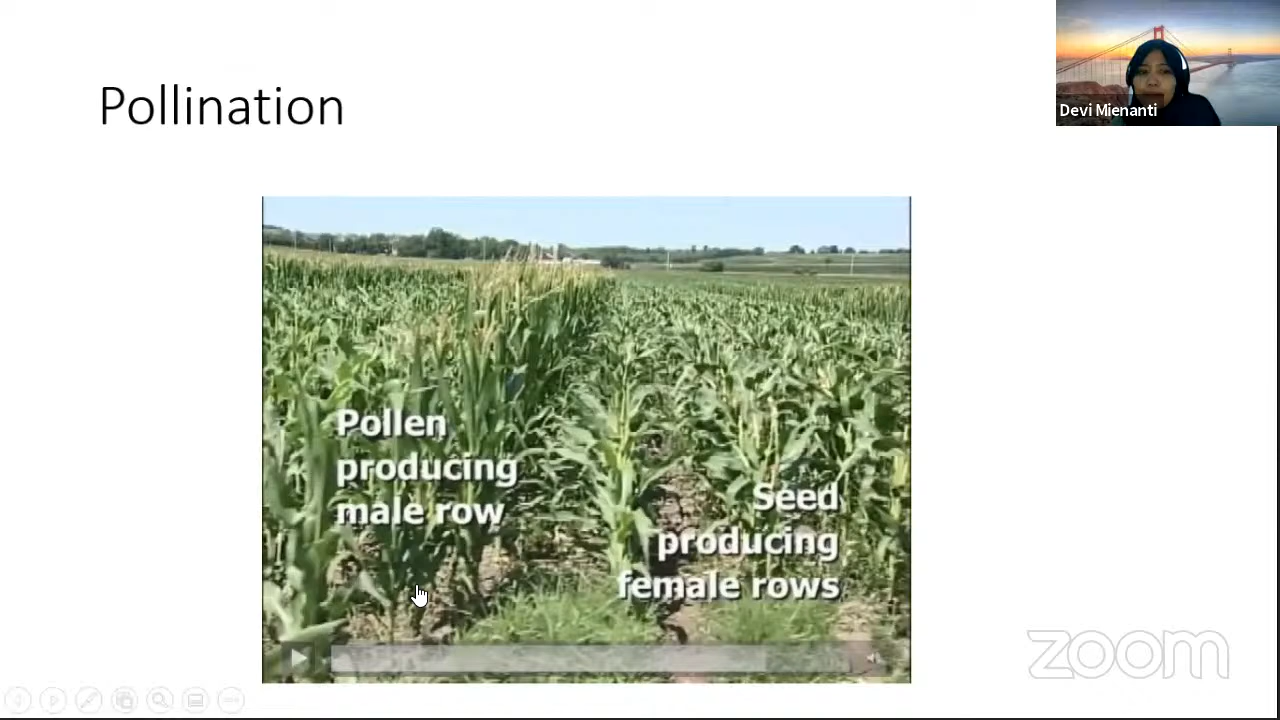 Pollination
Devi Mienanti
Pollen
producing
male row
Seed
producing
female rows
zoom